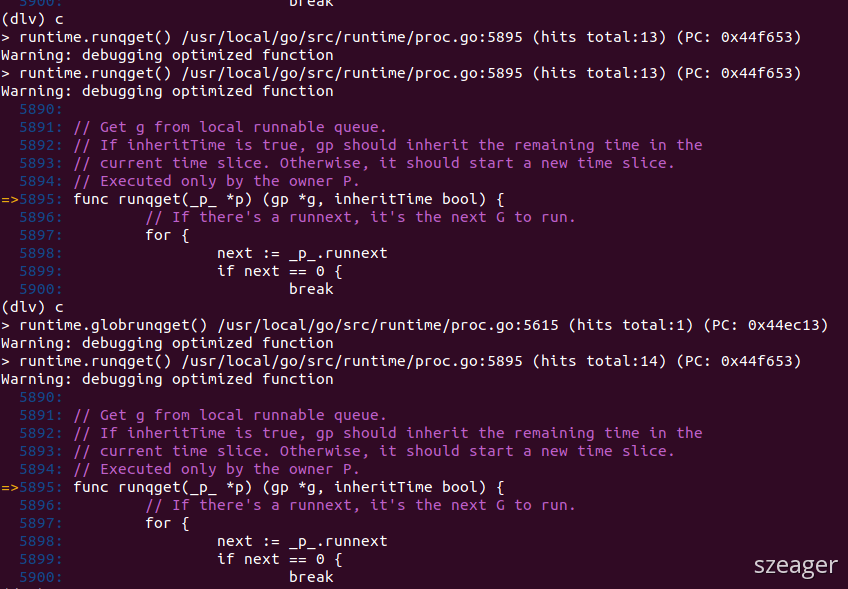 5900:                         break
(dlv) c
> runtime.runqget() /usr/local/go/src/runtime/proc.go:5895 (hits total:13) (PC: 0x44f653)
Warning: debugging optimized function
> runtime.runqget() /usr/local/go/src/runtime/proc.go:5895 (hits total:13) (PC: 0x44f653)
Warning: debugging optimized function
  5890:
  5891: // Get g from local runnable queue.
  5892: // If inheritTime is true, gp should inherit the remaining time in the
  5893: // current time slice. Otherwise, it should start a new time slice.
  5894: // Executed only by the owner P.
=>5895: func runqget(_p_ *p) (gp *g, inheritTime bool) {
  5896:         // If there's a runnext, it's the next G to run.
  5897:         for {
  5898:                 next := _p_.runnext
  5899:                 if next == 0 {
  5900:                         break
(dlv) c
> runtime.globrunqget() /usr/local/go/src/runtime/proc.go:5615 (hits total:1) (PC: 0x44ec13)
Warning: debugging optimized function
> runtime.runqget() /usr/local/go/src/runtime/proc.go:5895 (hits total:14) (PC: 0x44f653)
Warning: debugging optimized function
  5890:
  5891: // Get g from local runnable queue.
  5892: // If inheritTime is true, gp should inherit the remaining time in the
  5893: // current time slice. Otherwise, it should start a new time slice.
  5894: // Executed only by the owner P.
=>5895: func runqget(_p_ *p) (gp *g, inheritTime bool) {
  5896:         // If there's a runnext, it's the next G to run.
  5897:         for {
  5898:                 next := _p_.runnext
  5899:                 if next == 0 {
  5900:                         break
szeager